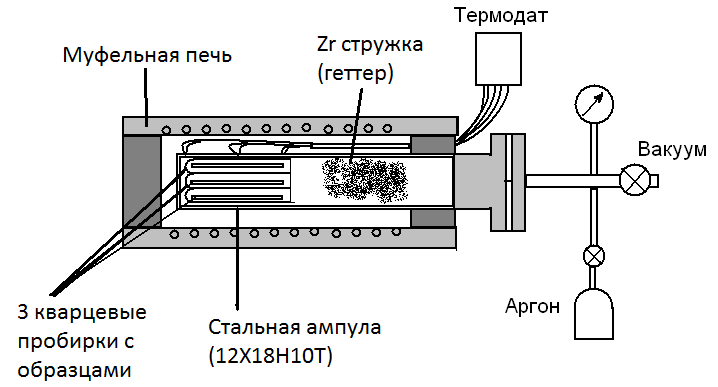 Термодат
Zr стружка
(геттер)
Муфельная печь
Вакуум
Аргон
3 кварцевые
пробирки с
образцами
Стальная ампула
(12Х18Н10Т)